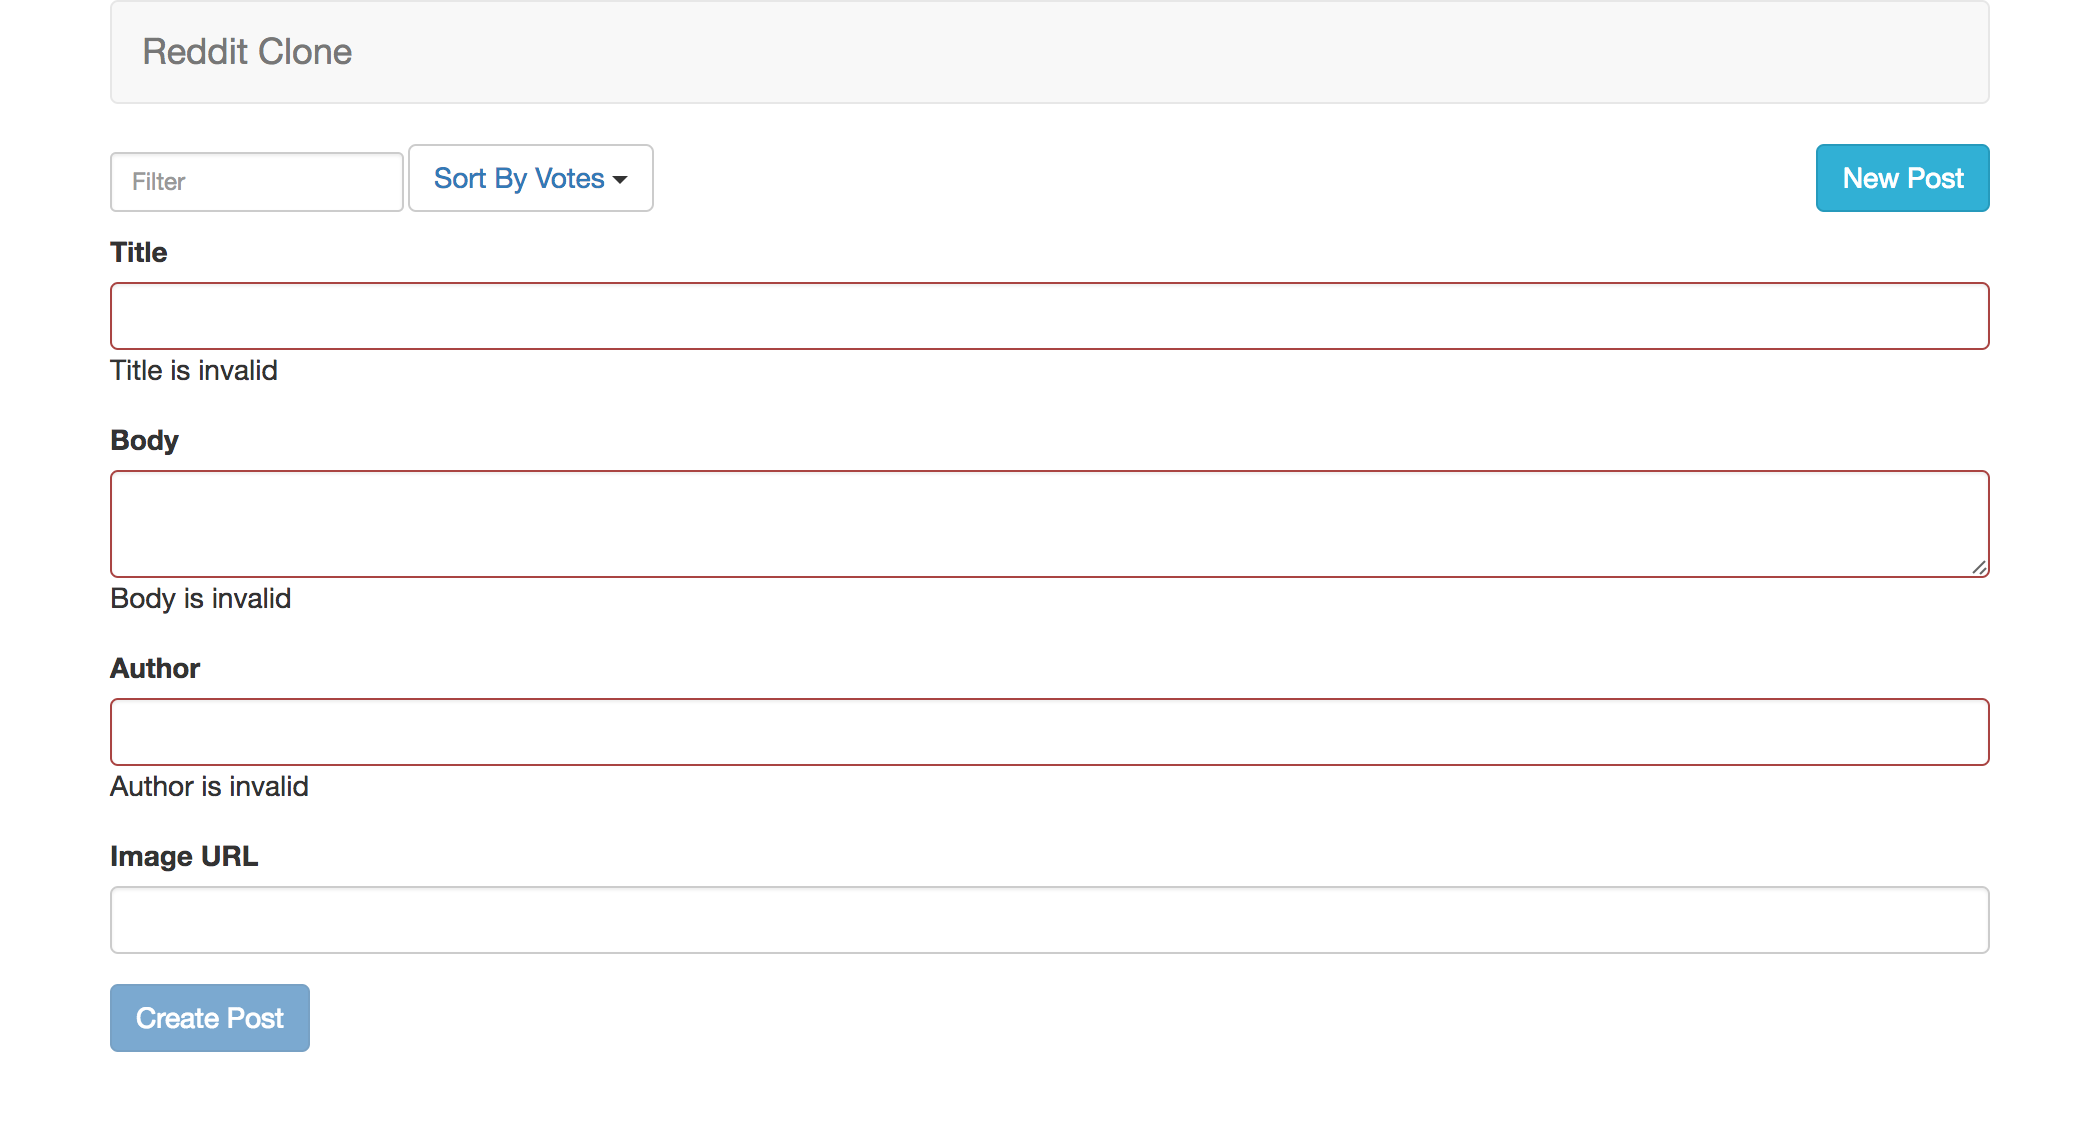 Reddit Clone
Filter Sort By Votes New Post
Title
Title is invalid
Body
Body is invalid
Author
Author is invalid
Image URL
Create Post